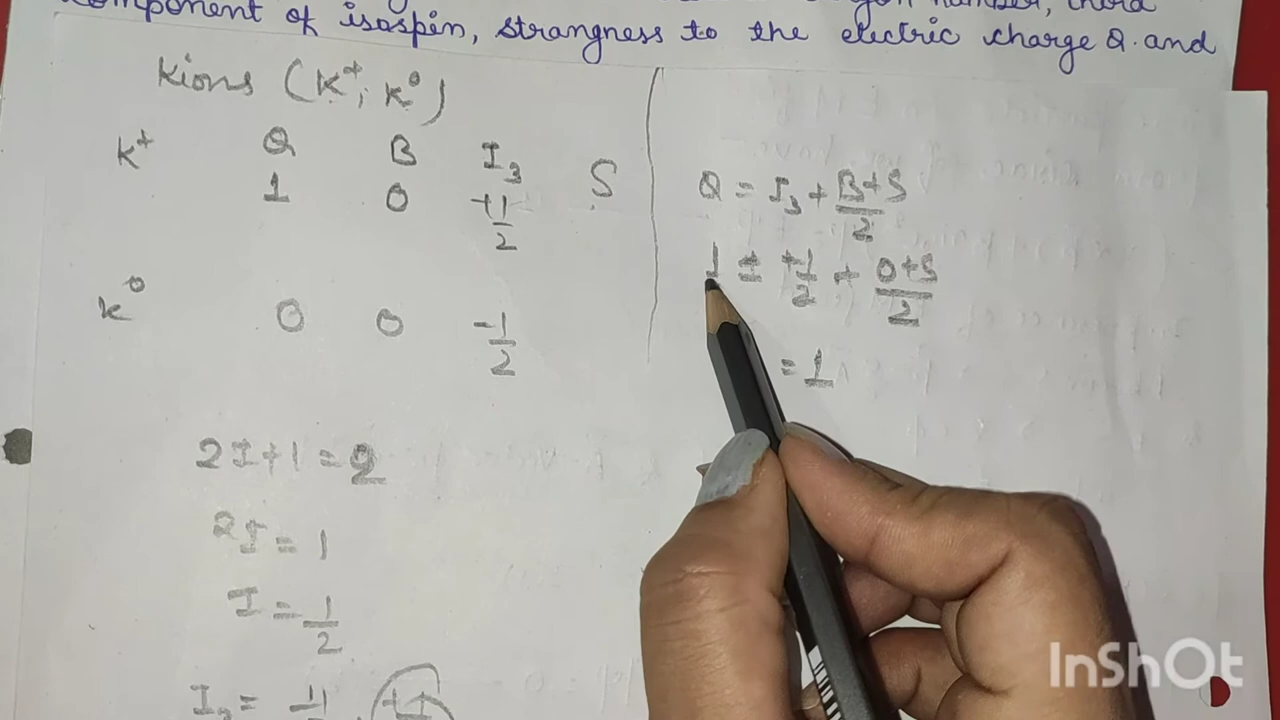 component of isospin, strangness to the electric charge Q. and
Kions (K⁺, K⁰)
K⁺ Q B I₃ S
1 0 +1/2
K⁰ 0 0 -1/2
2I+1=2
2I = 1
I = 1/2
Q = I₃ + B+S/2
1 = +1/2 + 0+S/2
= 1
InShOt